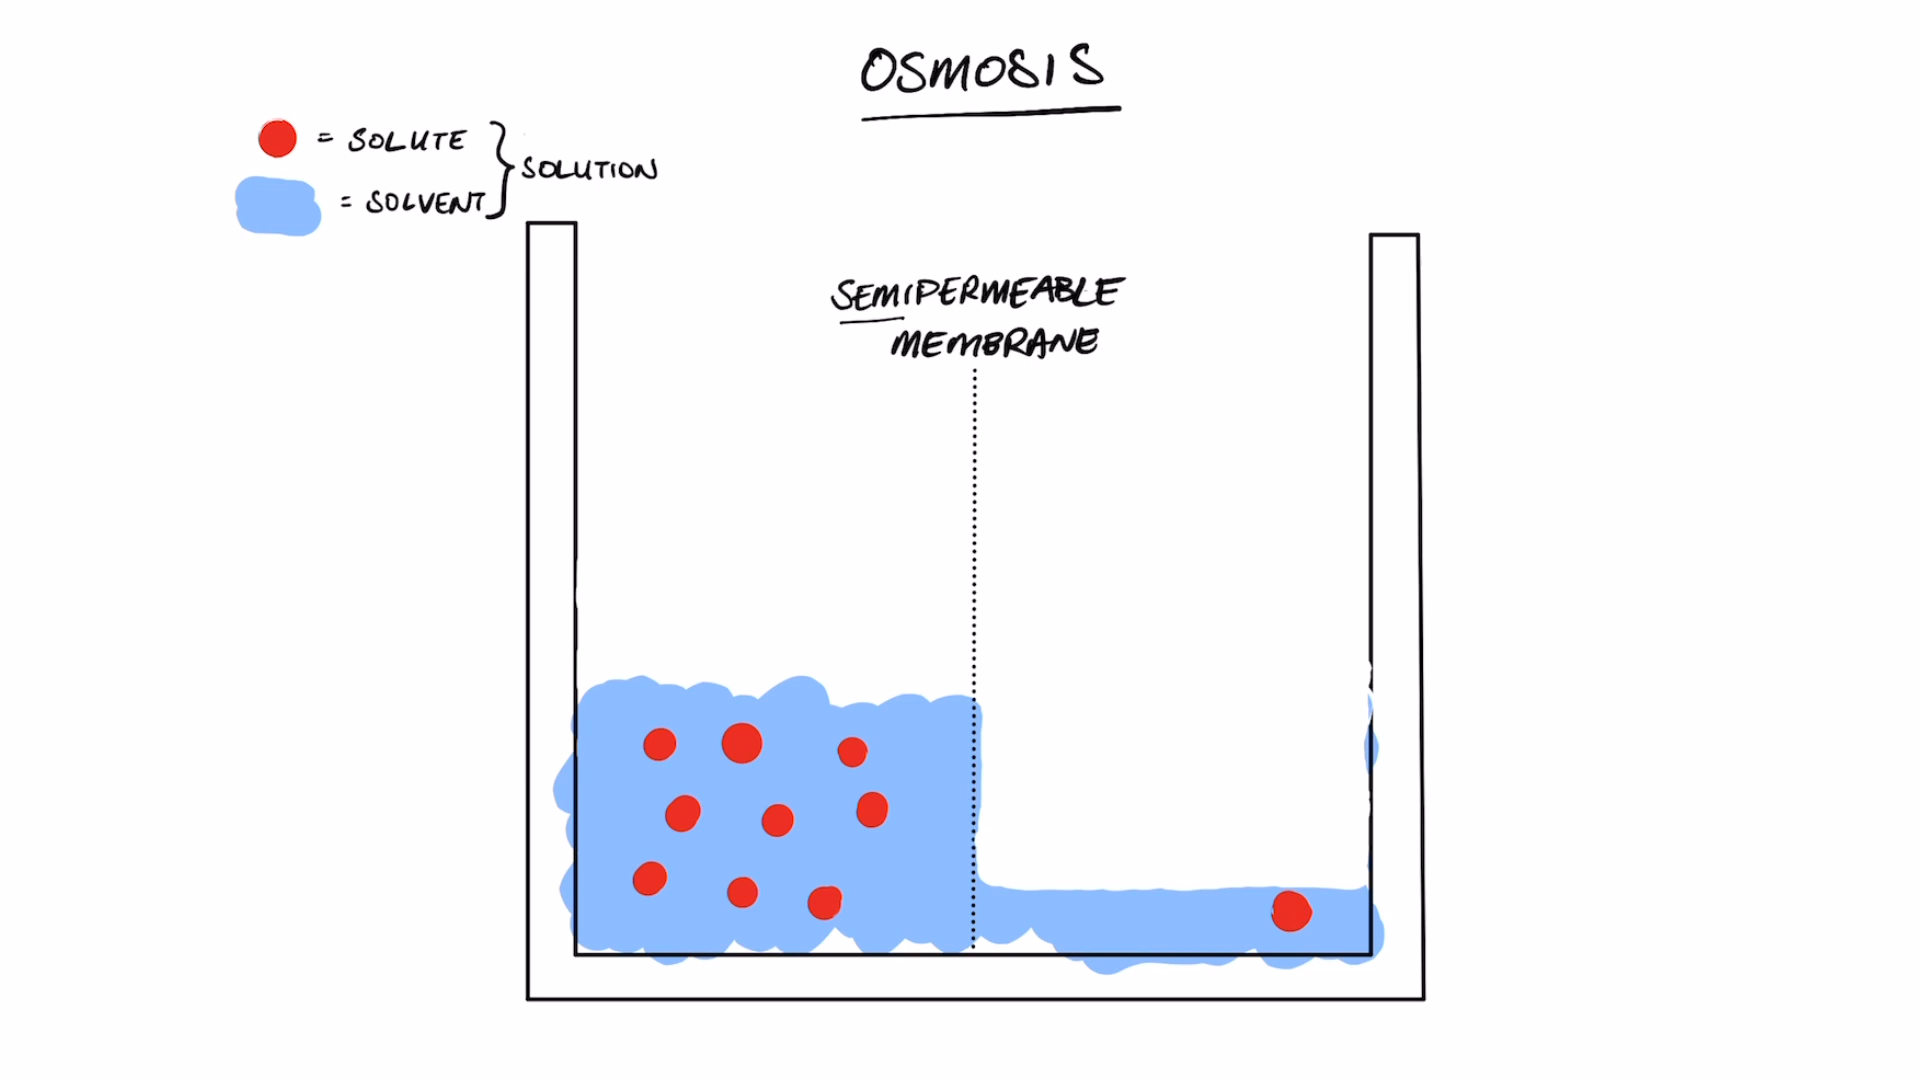 OSMOSIS
= SOLUTE
SOLUTION
= SOLVENT
SEMIPERMEABLE
MEMBRANE